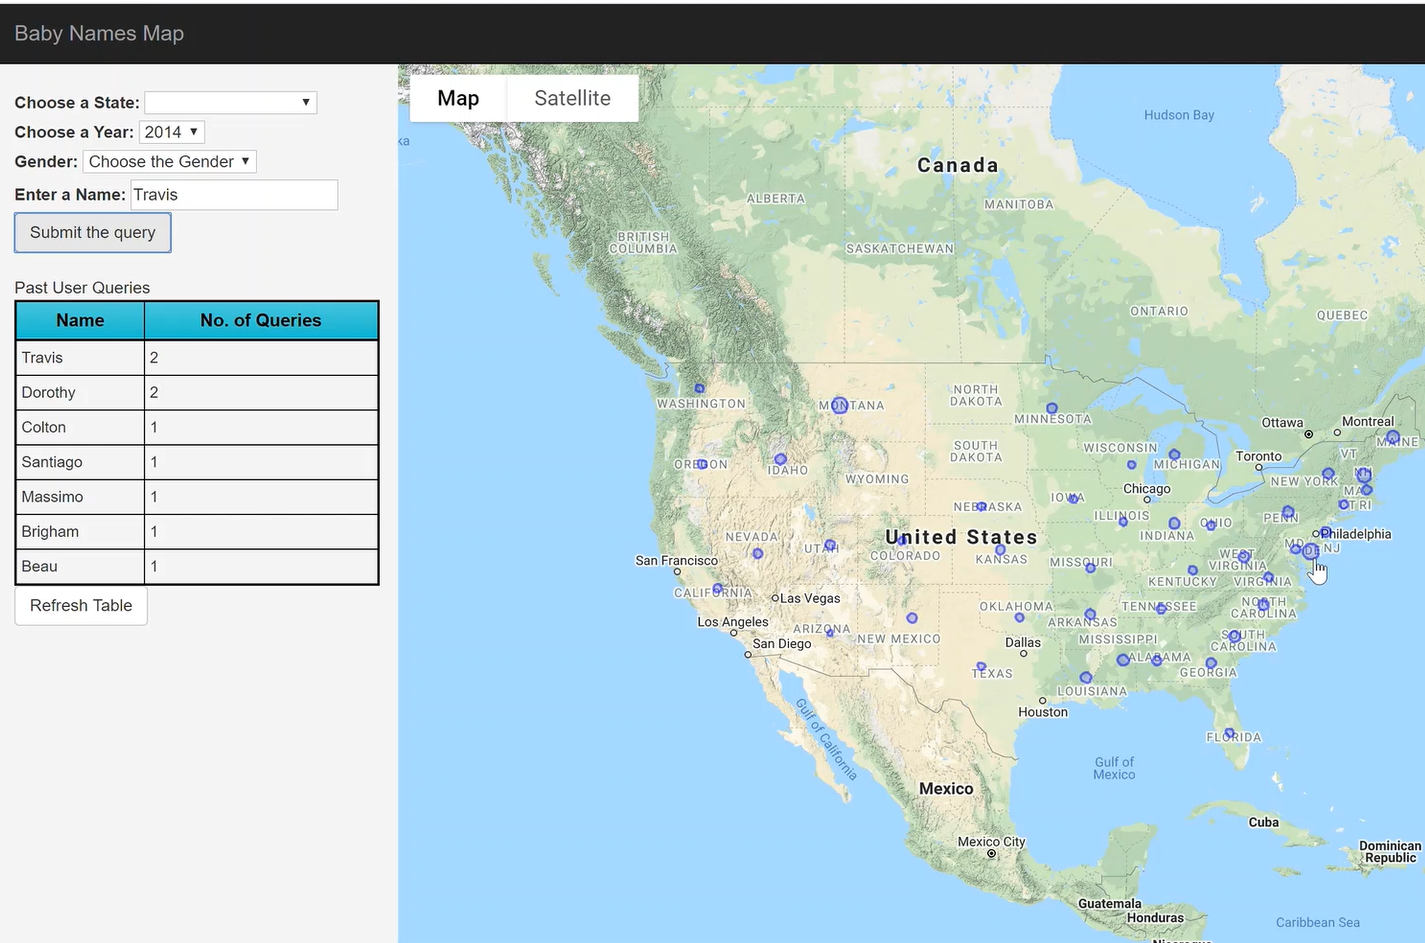 Baby Names Map
Choose a State:
Choose a Year: 2014
Gender: Choose the Gender
Enter a Name: Travis
Submit the query
Past User Queries
Name No. of Queries
Travis 2
Dorothy 2
Colton 1
Santiago 1
Massimo 1
Brigham 1
Beau 1
Refresh Table
Map Satellite
ka
Hudson Bay
Canada
ALBERTA
MANITOBA
BRITISH
COLUMBIA
SASKATCHEWAN
ONTARIO
QUEBEC
WASHINGTON
MONTANA
NORTH
DAKOTA
MINNESOTA
Ottawa
Montreal
MAINE
OREGON
IDAHO
SOUTH
DAKOTA
WISCONSIN
MICHIGAN
Toronto
VT
NH
WYOMING
NEW YORK
MA
CT RI
Chicago
IOWA
NEBRASKA
ILLINOIS
INDIANA
OHIO
PENN
Philadelphia
NEVADA
UTAH
COLORADO
United States
KANSAS
MISSOURI
WEST
VIRGINIA
MD
DE NJ
San Francisco
KENTUCKY
VIRGINIA
CALIFORNIA
Las Vegas
OKLAHOMA
ARKANSAS
TENNESSEE
NORTH
CAROLINA
Los Angeles
ARIZONA
NEW MEXICO
San Diego
Dallas
MISSISSIPPI
SOUTH
CAROLINA
ALABAMA
GEORGIA
TEXAS
LOUISIANA
Houston
FLORIDA
Gulf of California
Gulf of
Mexico
Mexico
Cuba
Mexico City
Dominican
Republic
Guatemala
Honduras
Caribbean Sea
Nicaragua